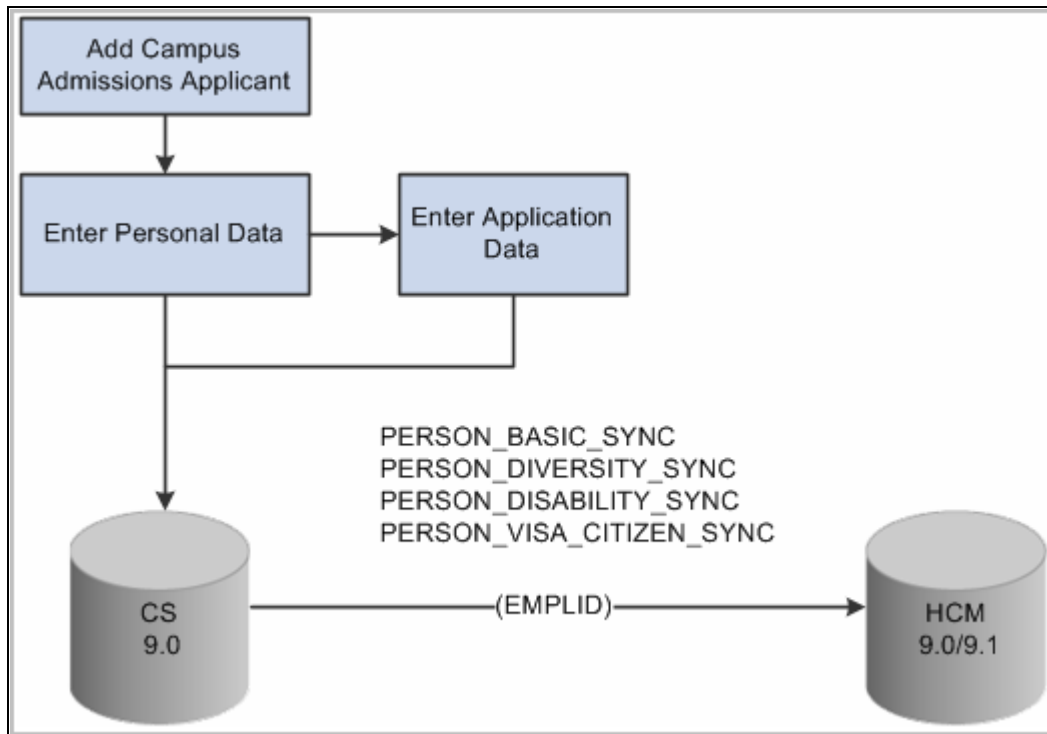 Add Campus
Admissions Applicant
Enter Personal Data
Enter Application
Data
PERSON_BASIC_SYNC
PERSON_DIVERSITY_SYNC
PERSON_DISABILITY_SYNC
PERSON_VISA_CITIZEN_SYNC
CS
9.0
(EMPLID)
HCM
9.0/9.1